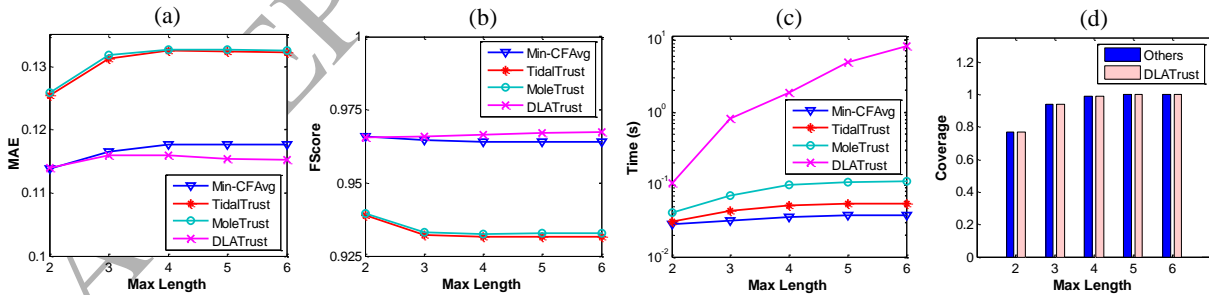 (a)
0.13
0.12
0.11
0.1
MAE
2 3 4 5 6
Max Length
Min-CFAvg
TidalTrust
MoleTrust
DLATrust
(b)
1
0.975
0.95
0.925
FScore
2 3 4 5 6
Max Length
Min-CFAvg
TidalTrust
MoleTrust
DLATrust
(c)
10^1
10^0
10^-1
10^-2
Time (s)
2 3 4 5 6
Max Length
Min-CFAvg
TidalTrust
MoleTrust
DLATrust
(d)
1.2
1
0.8
0.6
0.4
0.2
0
Coverage
2 3 4 5 6
Max Length
Others
DLATrust